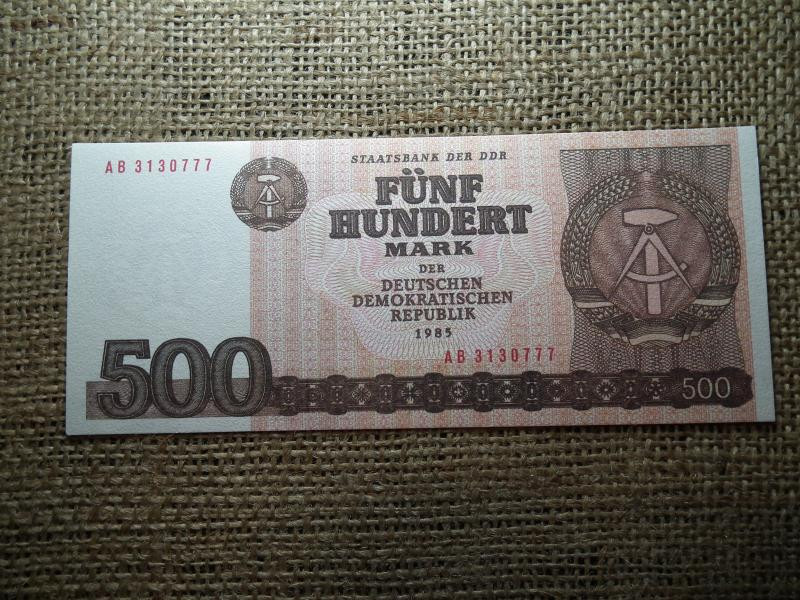 AB 3130777
STAATSBANK DER DDR
FÜNF
HUNDERT
MARK
DER
DEUTSCHEN
DEMOKRATISCHEN
REPUBLIK
1985
AB 3130777
500
500